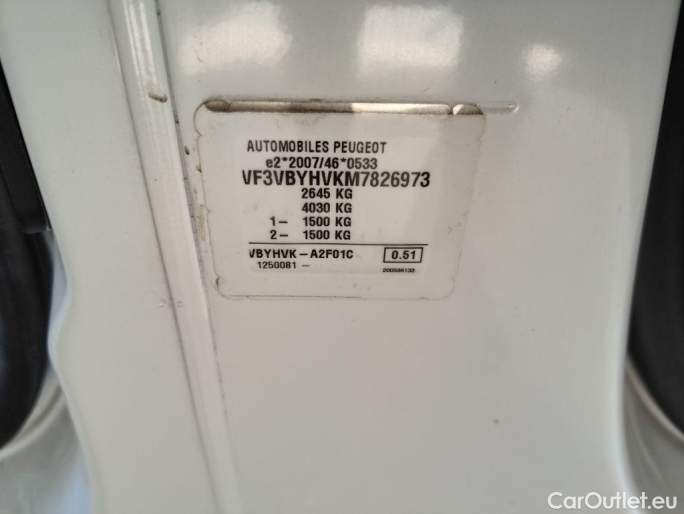 AUTOMOBILES PEUGEOT
e2*2007/46*0533
VF3VBYHVKM7826973
2645 KG
4030 KG
1- 1500 KG
2- 1500 KG
VBYHVK -A2F01C 0.51
1250081 -
CarOutlet.eu